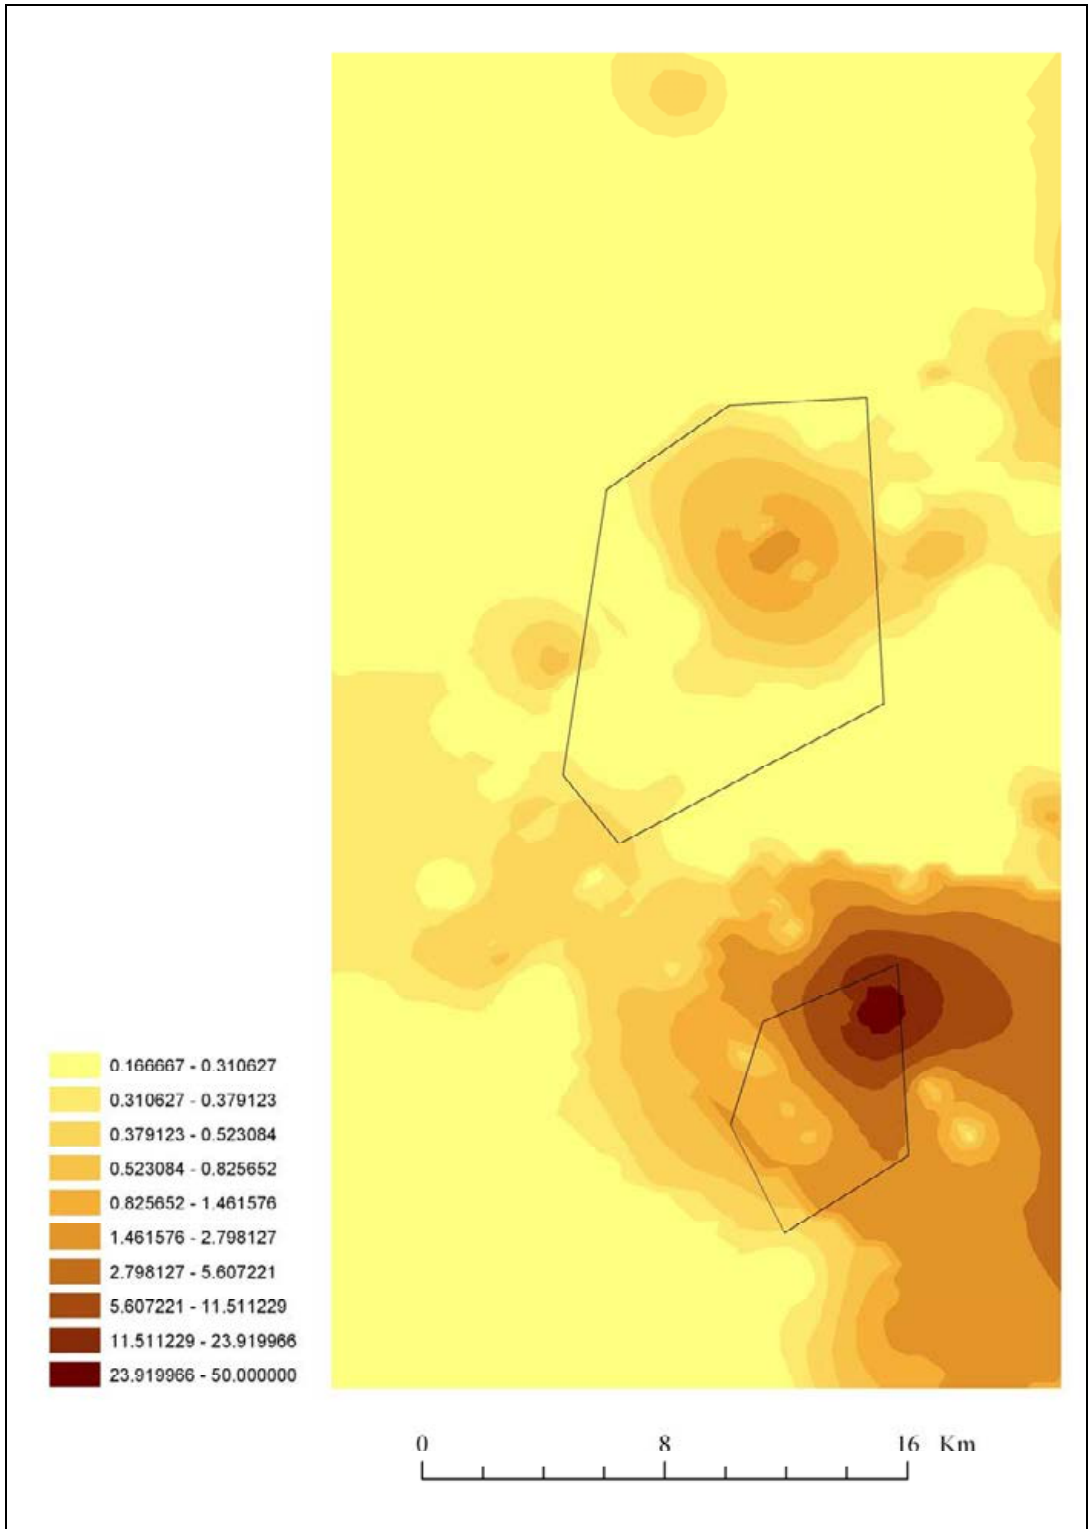 0.166667 - 0.310627
0.310627 - 0.379123
0.379123 - 0.523084
0.523084 - 0.825652
0.825652 - 1.461576
1.461576 - 2.798127
2.798127 - 5.607221
5.607221 - 11.511229
11.511229 - 23.919966
23.919966 - 50.000000
0 8 16 Km